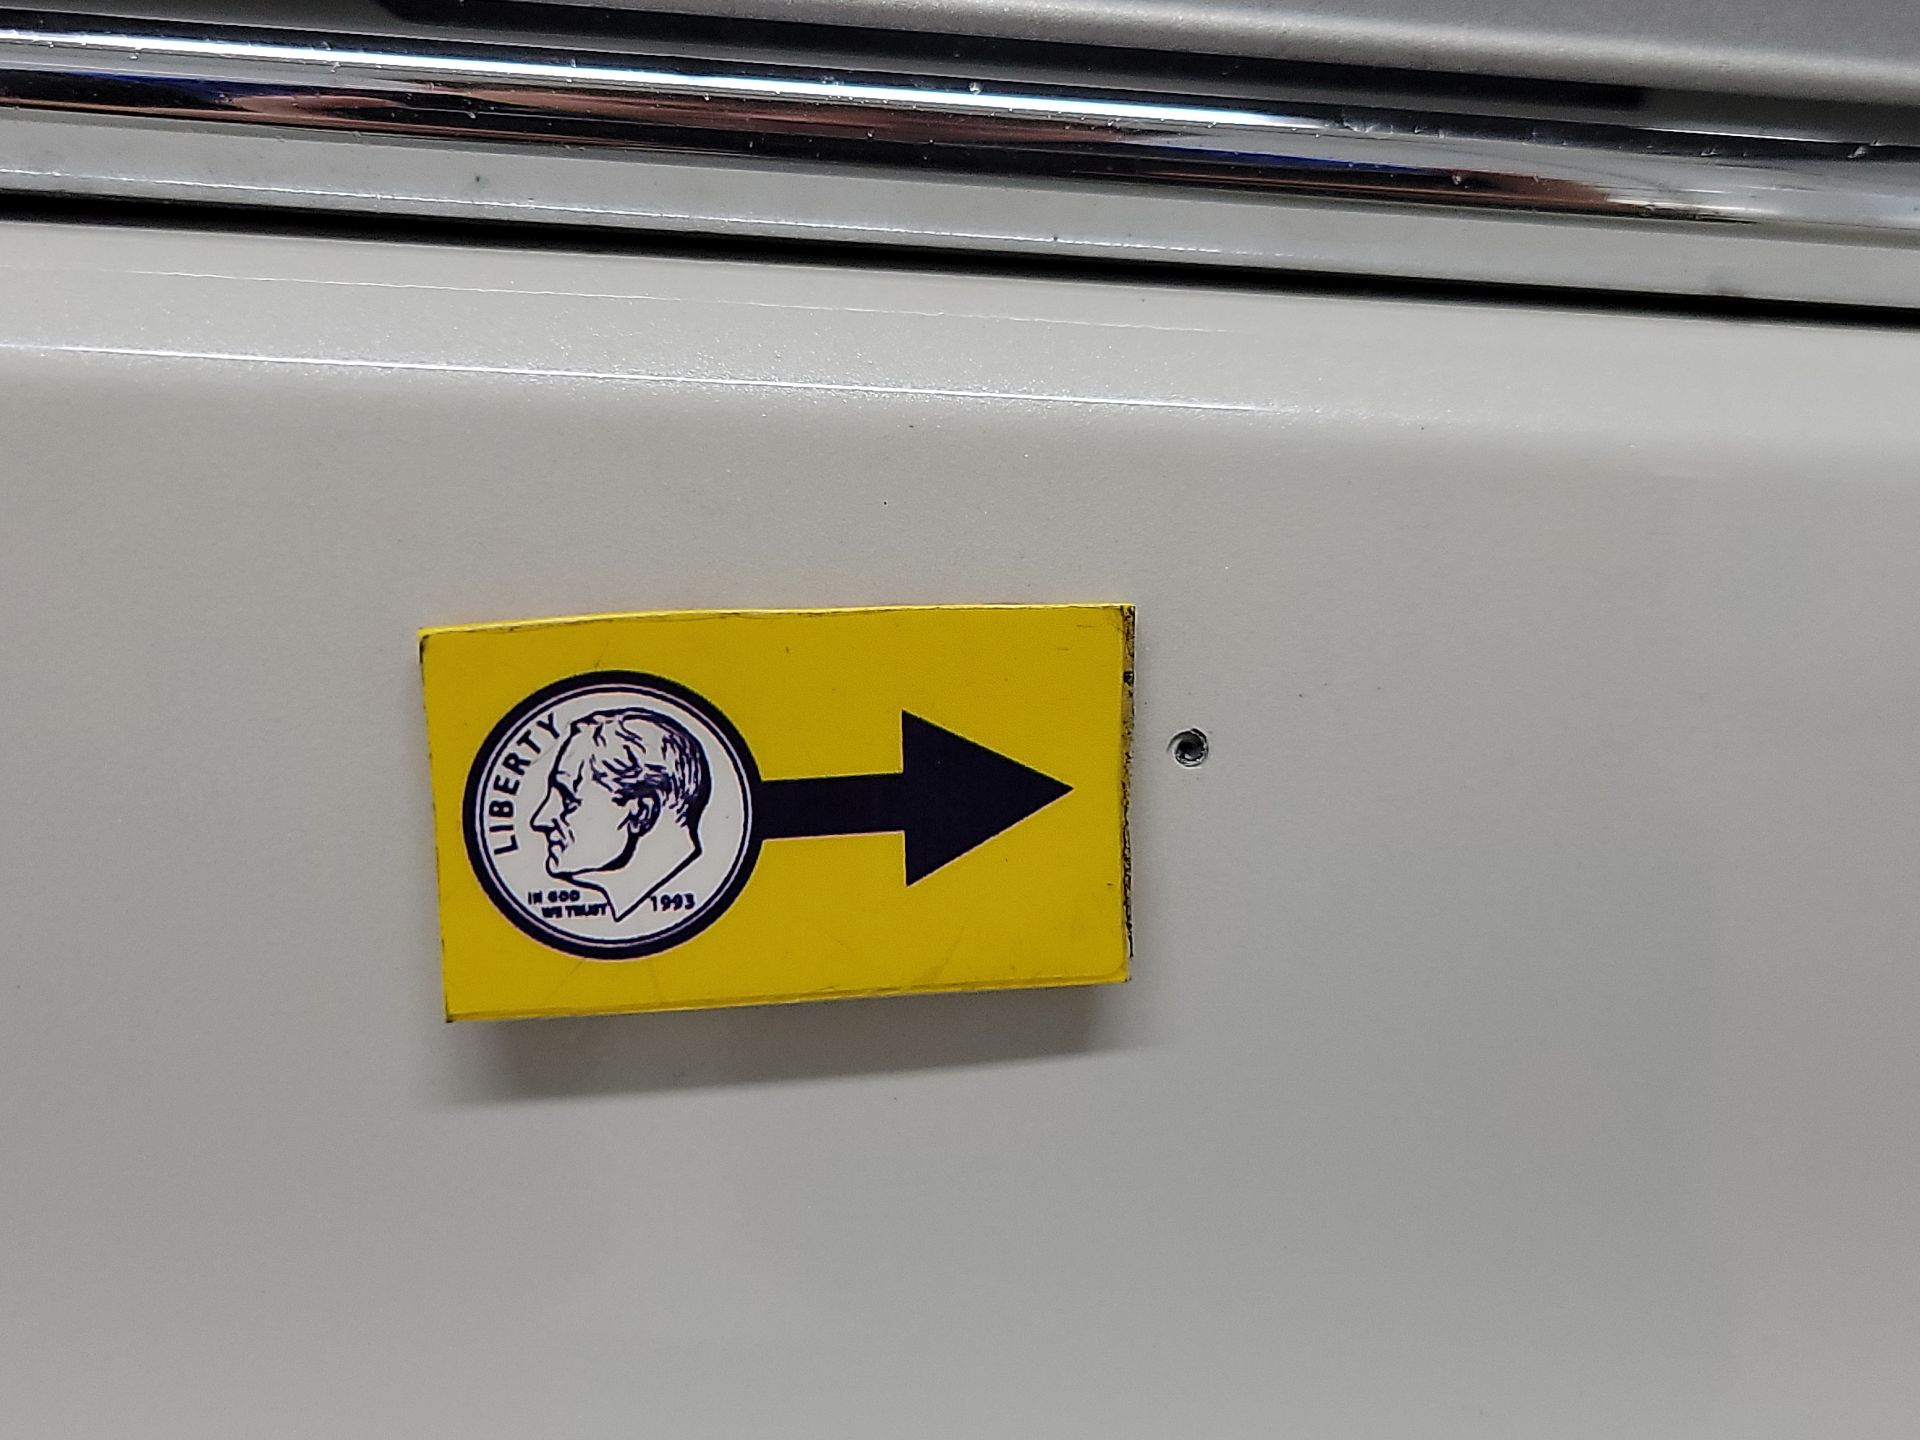 LIBERTY
IN GOD
WE TRUST
1993